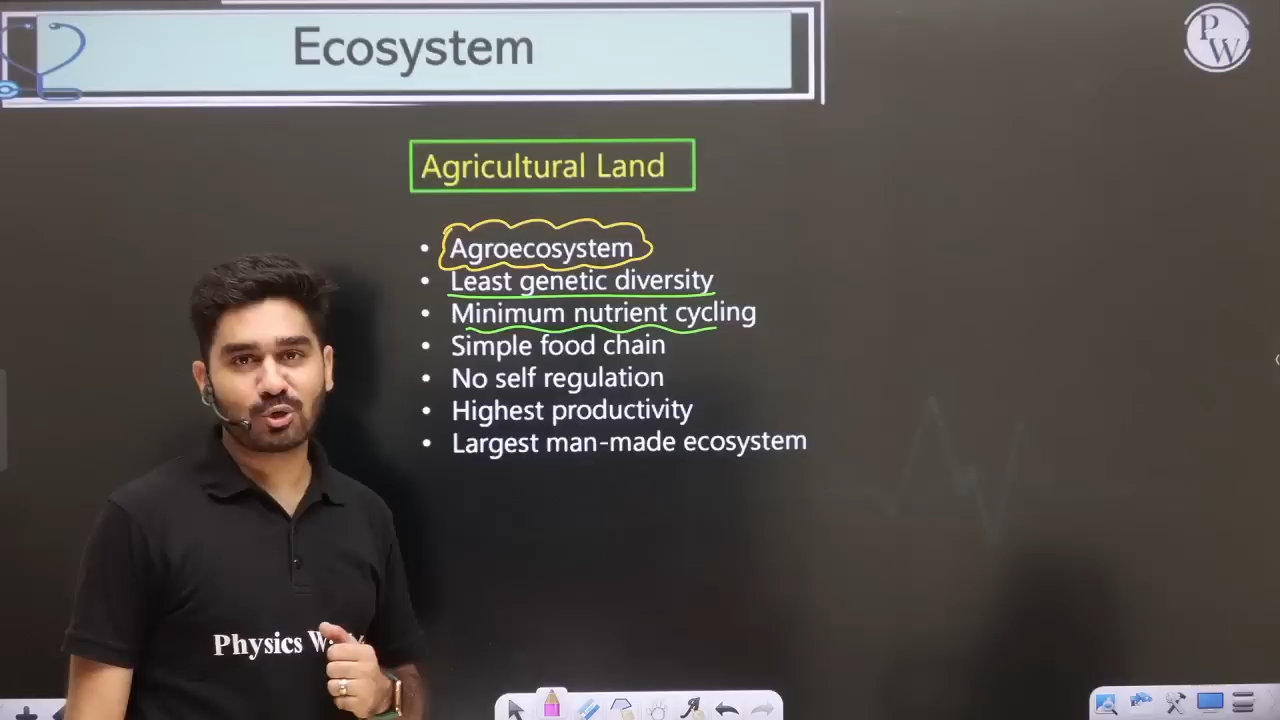 Ecosystem
PW
Agricultural Land
• Agroecosystem
• Least genetic diversity
• Minimum nutrient cycling
• Simple food chain
• No self regulation
• Highest productivity
• Largest man-made ecosystem
Physics